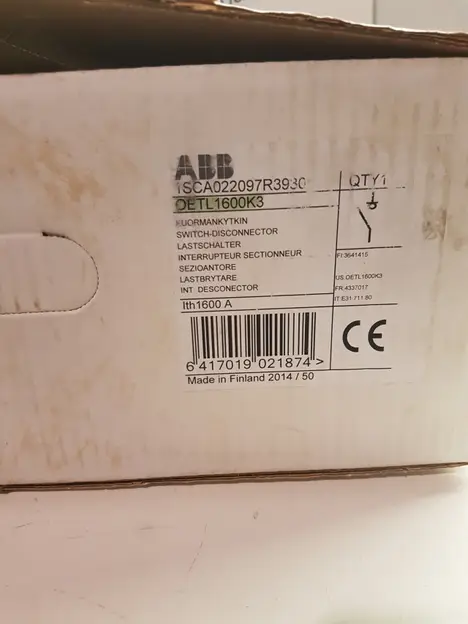 ABB
1SCA022097R3930
QTY1
OETL1600K3
KUORMANKYTKIN
SWITCH-DISCONNECTOR
LASTSCHALTER
INTERRUPTEUR SECTIONNEUR
SEZIOANTORE
LASTBRYTARE
INT DESCONECTOR
FI 3641415
US:OETL1600K3
FR:4337017
IT:E31 711 80
Ith1600 A
6 417019 021874 >
CE
Made in Finland 2014 / 50